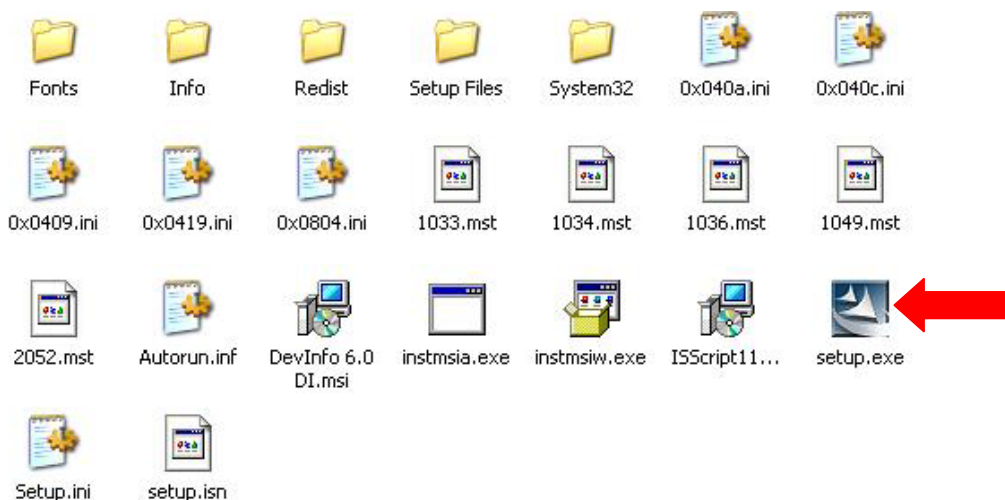 Fonts
Info
Redist
Setup Files
System32
0x040a.ini
0x040c.ini
0x0409.ini
0x0419.ini
0x0804.ini
1033.mst
1034.mst
1036.mst
1049.mst
2052.mst
Autorun.inf
DevInfo 6.0
DI.msi
instmsia.exe
instmsiw.exe
ISScript11...
setup.exe
Setup.ini
setup.isn